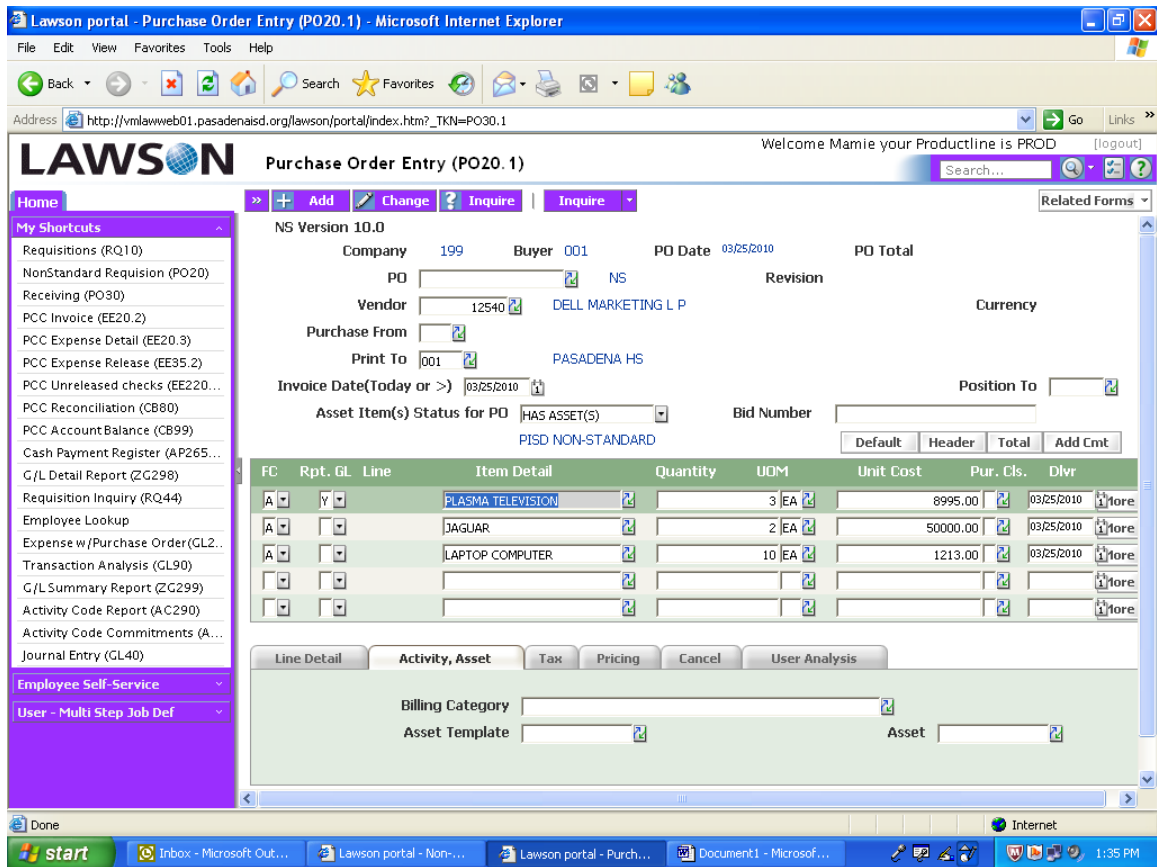 Lawson portal - Purchase Order Entry (PO20.1) - Microsoft Internet Explorer
File Edit View Favorites Tools Help
Back Search Favorites
Address http://vmlawweb01.pasadenaisd.org/lawson/portal/index.htm?_TKN=PO30.1 Go Links »
LAWSON Purchase Order Entry (PO20.1) Welcome Mamie your Productline is PROD [logout]
Search...
Home » Add Change Inquire | Inquire Related Forms
My Shortcuts
Requisitions (RQ10)
NonStandard Requision (PO20)
Receiving (PO30)
PCC Invoice (EE20.2)
PCC Expense Detail (EE20.3)
PCC Expense Release (EE35.2)
PCC Unreleased checks (EE220...
PCC Reconciliation (CB80)
PCC AccountBalance (CB99)
Cash Payment Register (AP265...
G/L Detail Report (ZG298)
Requisition Inquiry (RQ44)
Employee Lookup
Expense w/Purchase Order(GL2..
Transaction Analysis (GL90)
G/L Summary Report (ZG299)
Activity Code Report (AC290)
Activity Code Commitments (A...
Journal Entry (GL40)
Employee Self-Service
User - Multi Step Job Def
NS Version 10.0
Company 199 Buyer 001 PO Date 03/25/2010 PO Total
PO NS Revision
Vendor 12540 DELL MARKETING L P Currency
Purchase From
Print To 001 PASADENA HS
Invoice Date(Today or >) 03/25/2010 Position To
Asset Item(s) Status for PO HAS ASSET(S) Bid Number
PISD NON-STANDARD Default Header Total Add Cmt
FC Rpt. GL Line Item Detail Quantity UOM Unit Cost Pur. Cls. Dlvr
A Y PLASMA TELEVISION 3 EA 8995.00 03/25/2010 More
A JAGUAR 2 EA 50000.00 03/25/2010 More
A LAPTOP COMPUTER 10 EA 1213.00 03/25/2010 More
More
More
Line Detail Activity, Asset Tax Pricing Cancel User Analysis
Billing Category
Asset Template Asset
Done Internet
start Inbox - Microsoft Out... Lawson portal - Non-... Lawson portal - Purch... Document1 - Microsof... 1:35 PM